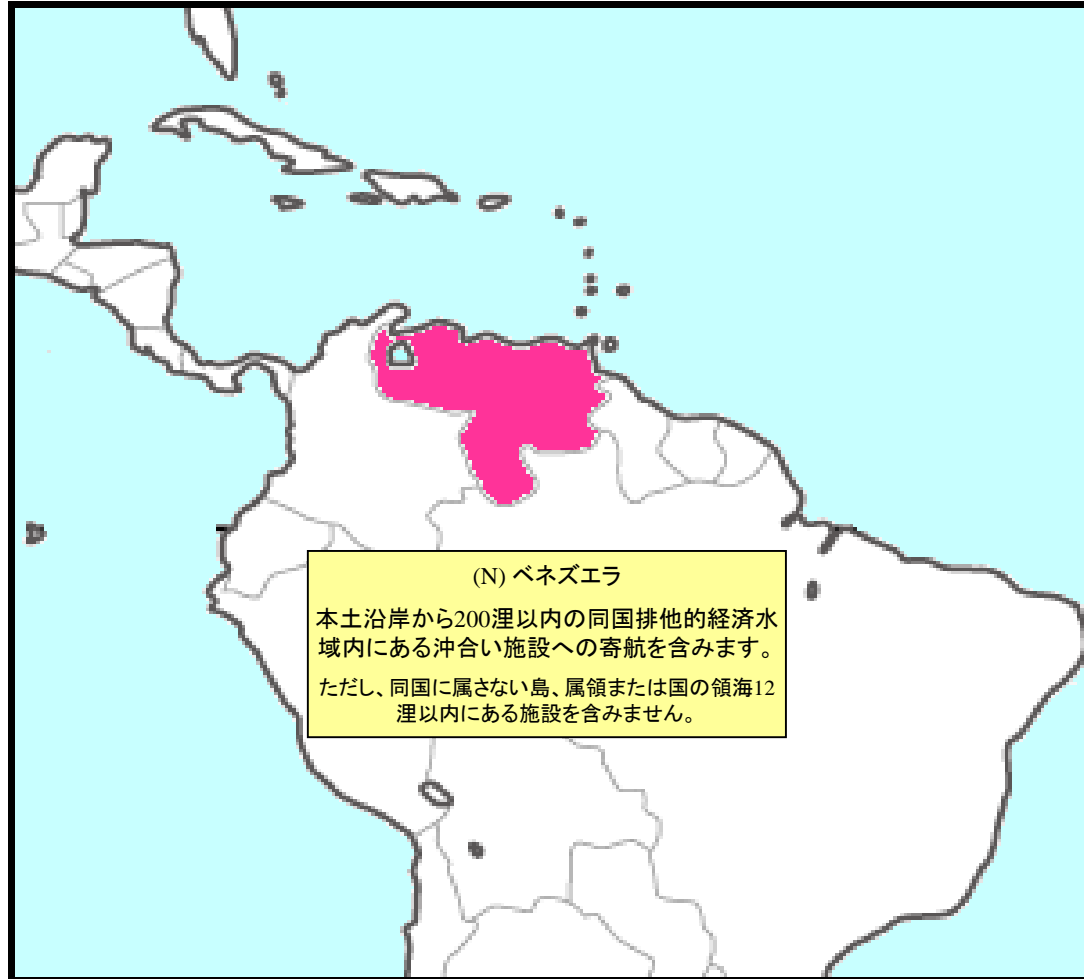 (N) ベネズエラ
本土沿岸から200浬以内の同国排他的経済水
域内にある沖合い施設への寄航を含みます。
ただし、同国に属さない島、属領または国の領海12
浬以内にある施設を含みません。